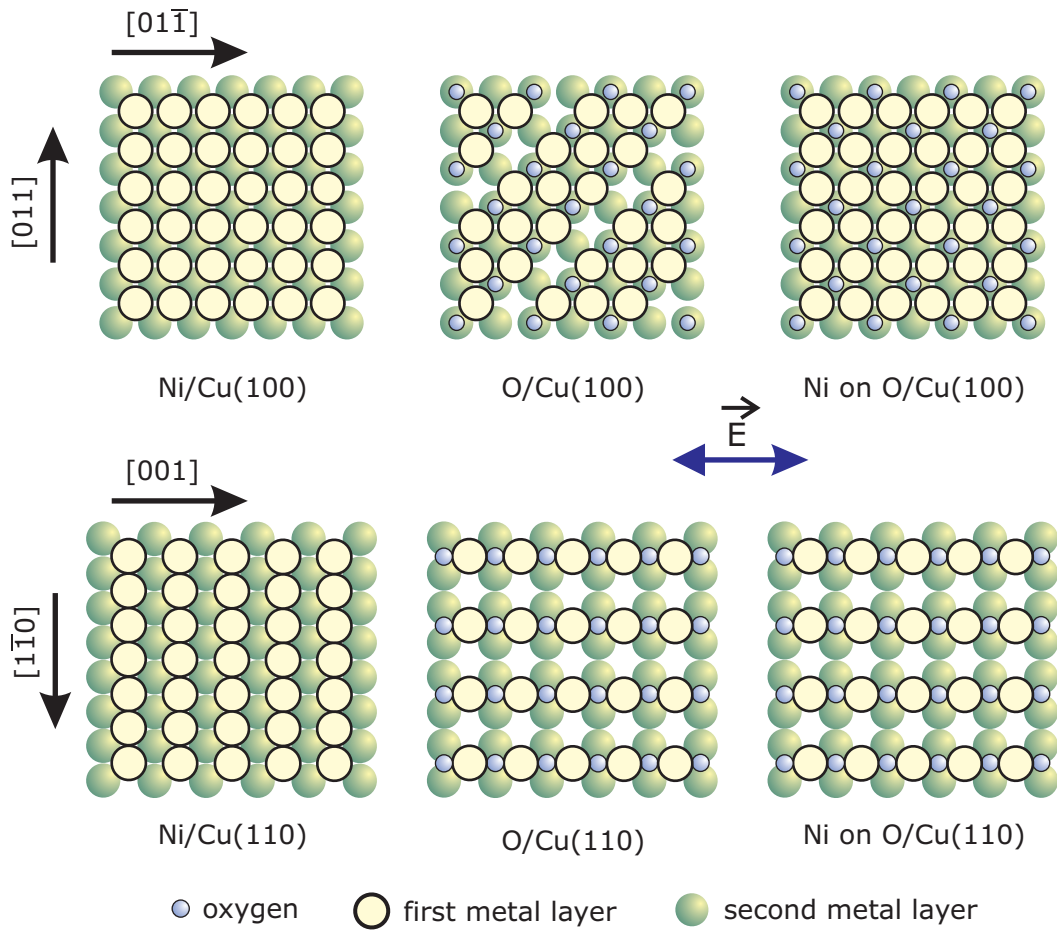 [011̅]
[011]
Ni/Cu(100)
O/Cu(100)
Ni on O/Cu(100)
E⃗
[001]
[11̅0]
Ni/Cu(110)
O/Cu(110)
Ni on O/Cu(110)
oxygen
first metal layer
second metal layer